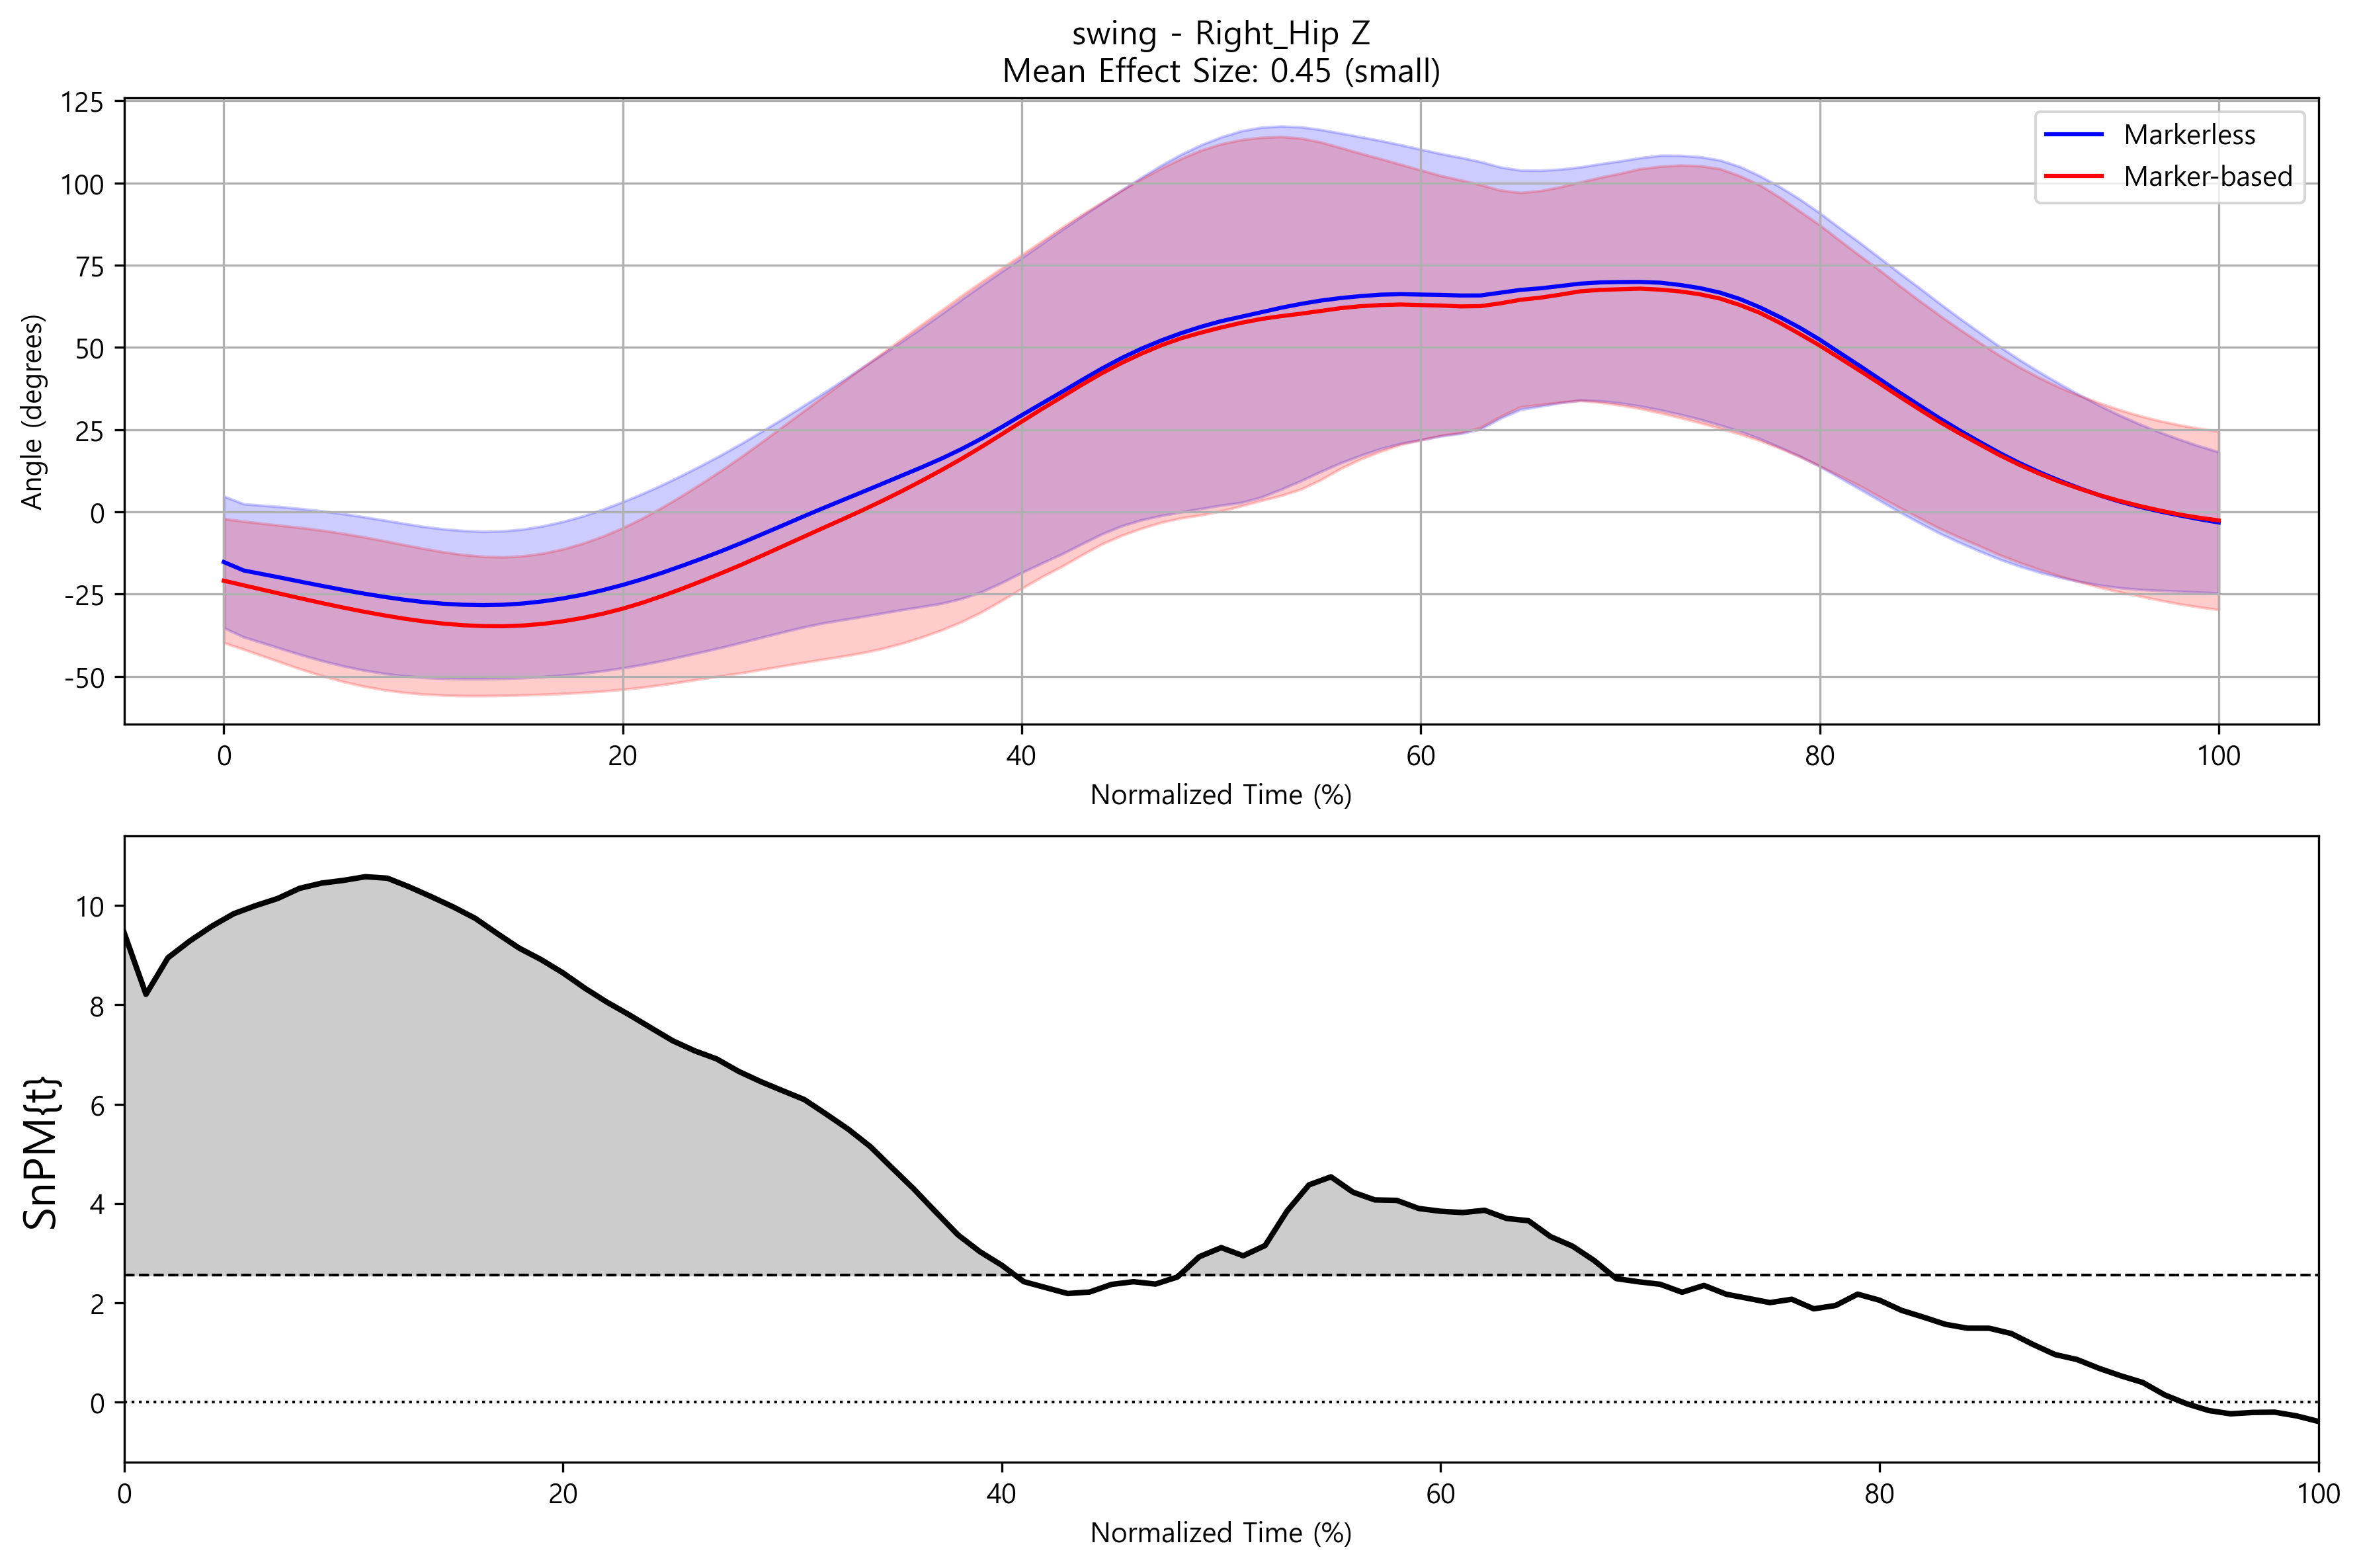 swing - Right_Hip Z
Mean Effect Size: 0.45 (small)
125
100
75
50
25
0
-25
-50
Angle (degrees)
Markerless
Marker-based
0 20 40 60 80 100
Normalized Time (%)
10
8
6
4
2
0
SnPM{t}
0 20 40 60 80 100
Normalized Time (%)